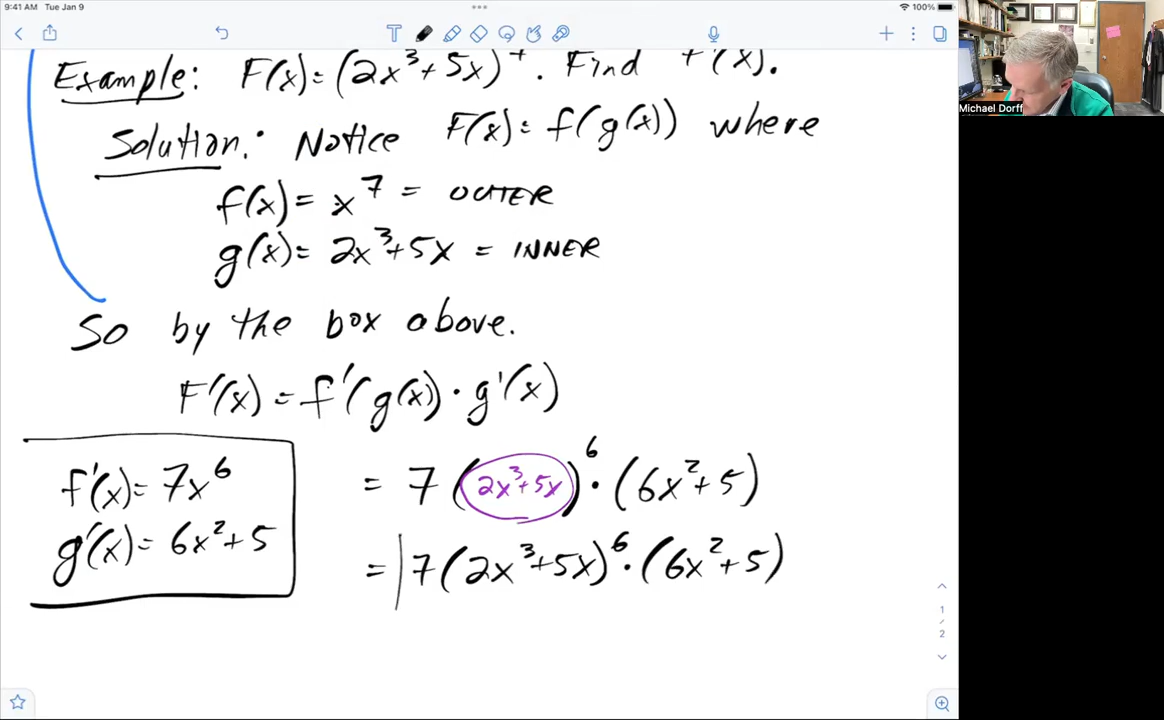 9:41 AM Tue Jan 9
100%
Example: F(x) = (2x³+5x) . Find '(x).
Solution: Notice F(x) = f(g(x)) where
f(x) = x⁷ = OUTER
g(x) = 2x³+5x = INNER
So by the box above.
F'(x) = f'(g(x) · g'(x)
f'(x) = 7x⁶
g'(x) = 6x²+5
= 7(2x³+5x)⁶ · (6x²+5)
= 7(2x³+5x)⁶ · (6x²+5)
1
/
2
Michael Dorff